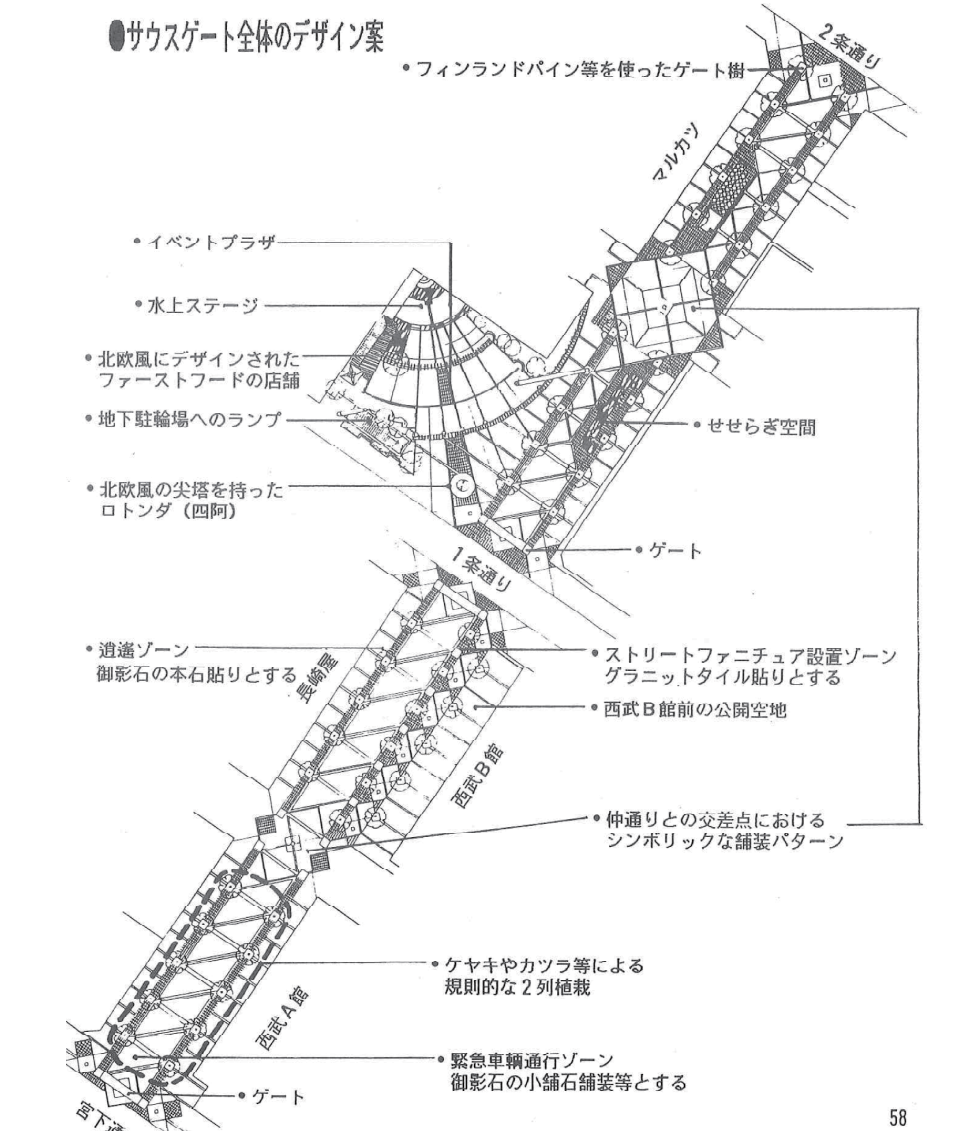 ●サウスゲート全体のデザイン案
2条通り
• フィンランドパイン等を使ったゲート樹
マルカツ
• イベントプラザ
• 水上ステージ
• 北欧風にデザインされた
ファーストフードの店舗
• 地下駐輪場へのランプ
• せせらぎ空間
• 北欧風の尖塔を持った
ロトンダ（四阿）
• ゲート
1条通り
• 逍遙ゾーン
御影石の本石貼りとする
長崎屋
• ストリートファニチュア設置ゾーン
グラニットタイル貼りとする
• 西武B館前の公開空地
西武B館
• 仲通りとの交差点における
シンボリックな舗装パターン
• ケヤキやカツラ等による
規則的な2列植栽
西武A館
• 緊急車輌通行ゾーン
御影石の小舗石舗装等とする
• ゲート
宮下通
58